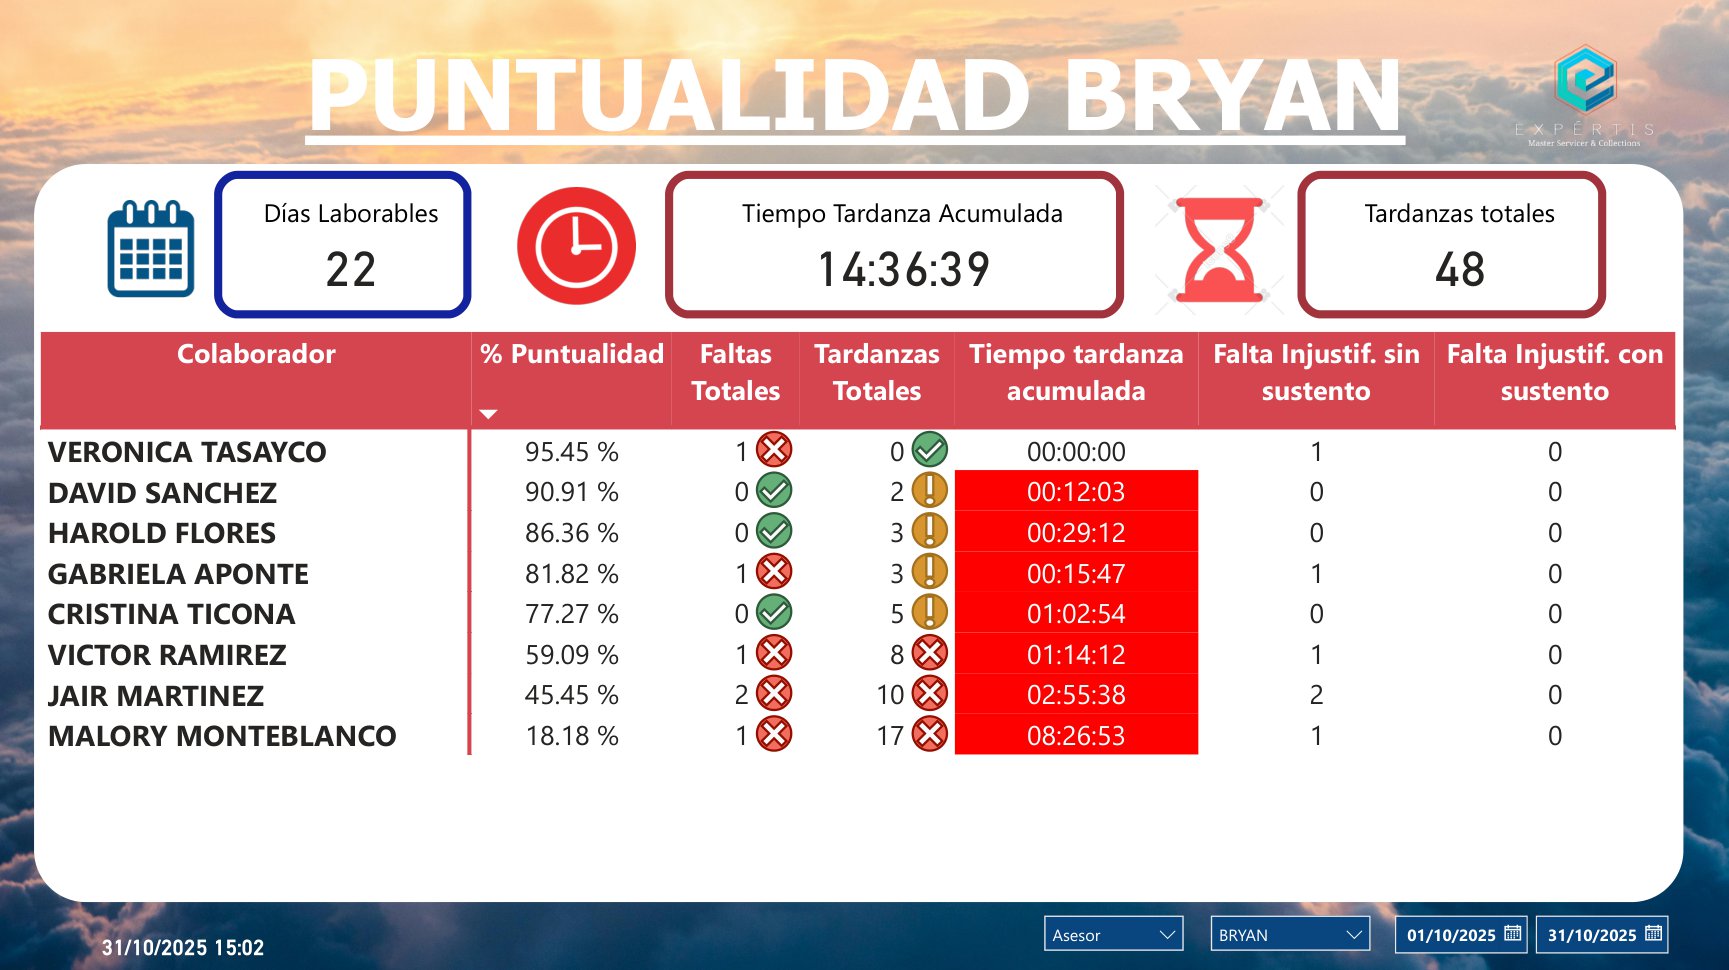 PUNTUALIDAD BRYAN
EXPÉRTIS
Master Servicer & Collections
Días Laborables
22
Tiempo Tardanza Acumulada
14:36:39
Tardanzas totales
48
Colaborador % Puntualidad Faltas Totales Tardanzas Totales Tiempo tardanza acumulada Falta Injustif. sin sustento Falta Injustif. con sustento
VERONICA TASAYCO 95.45 % 1 0 00:00:00 1 0
DAVID SANCHEZ 90.91 % 0 2 00:12:03 0 0
HAROLD FLORES 86.36 % 0 3 00:29:12 0 0
GABRIELA APONTE 81.82 % 1 3 00:15:47 1 0
CRISTINA TICONA 77.27 % 0 5 01:02:54 0 0
VICTOR RAMIREZ 59.09 % 1 8 01:14:12 1 0
JAIR MARTINEZ 45.45 % 2 10 02:55:38 2 0
MALORY MONTEBLANCO 18.18 % 1 17 08:26:53 1 0
31/10/2025 15:02
Asesor BRYAN 01/10/2025 31/10/2025